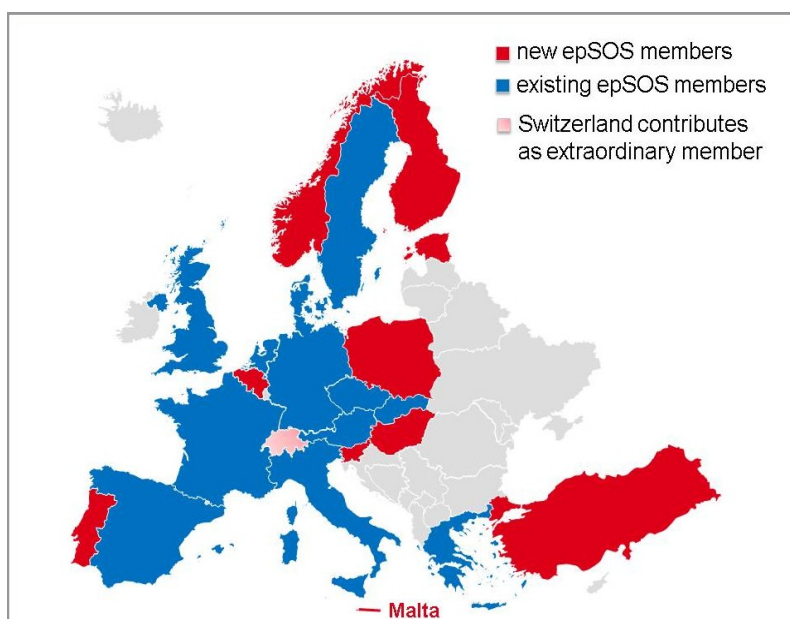 new epSOS members
existing epSOS members
Switzerland contributes
as extraordinary member
Malta